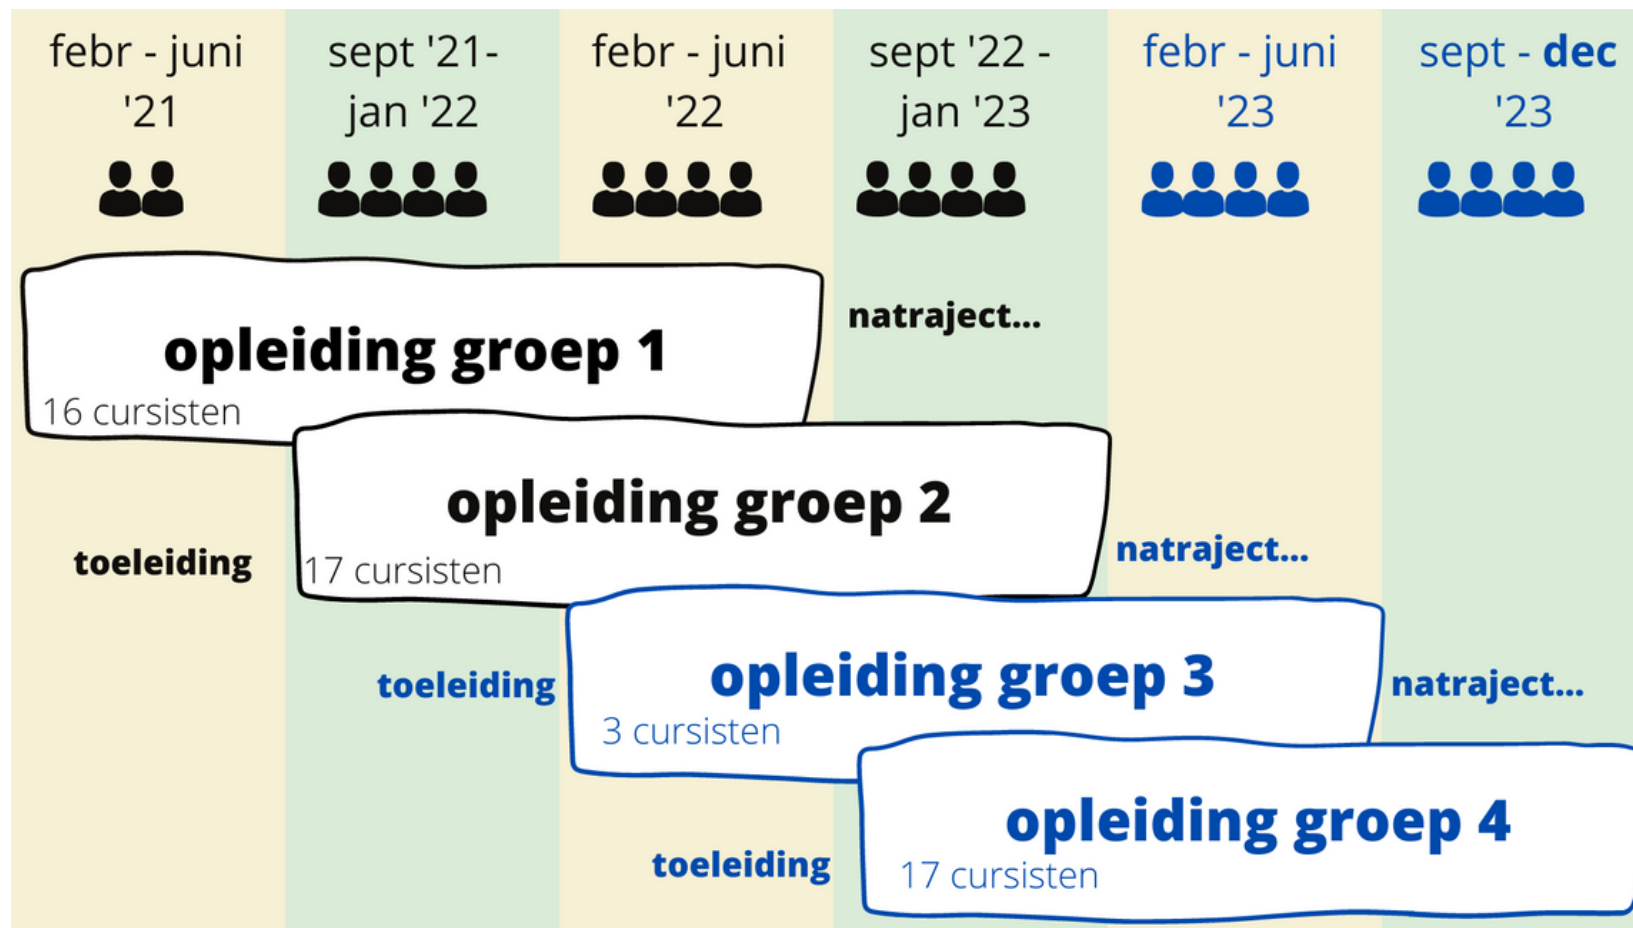 febr - juni
'21
sept '21-
jan '22
febr - juni
'22
sept '22 -
jan '23
febr - juni
'23
sept - dec
'23
opleiding groep 1
16 cursisten
natraject...
toeleiding
opleiding groep 2
17 cursisten
natraject...
toeleiding
opleiding groep 3
3 cursisten
natraject...
toeleiding
opleiding groep 4
17 cursisten